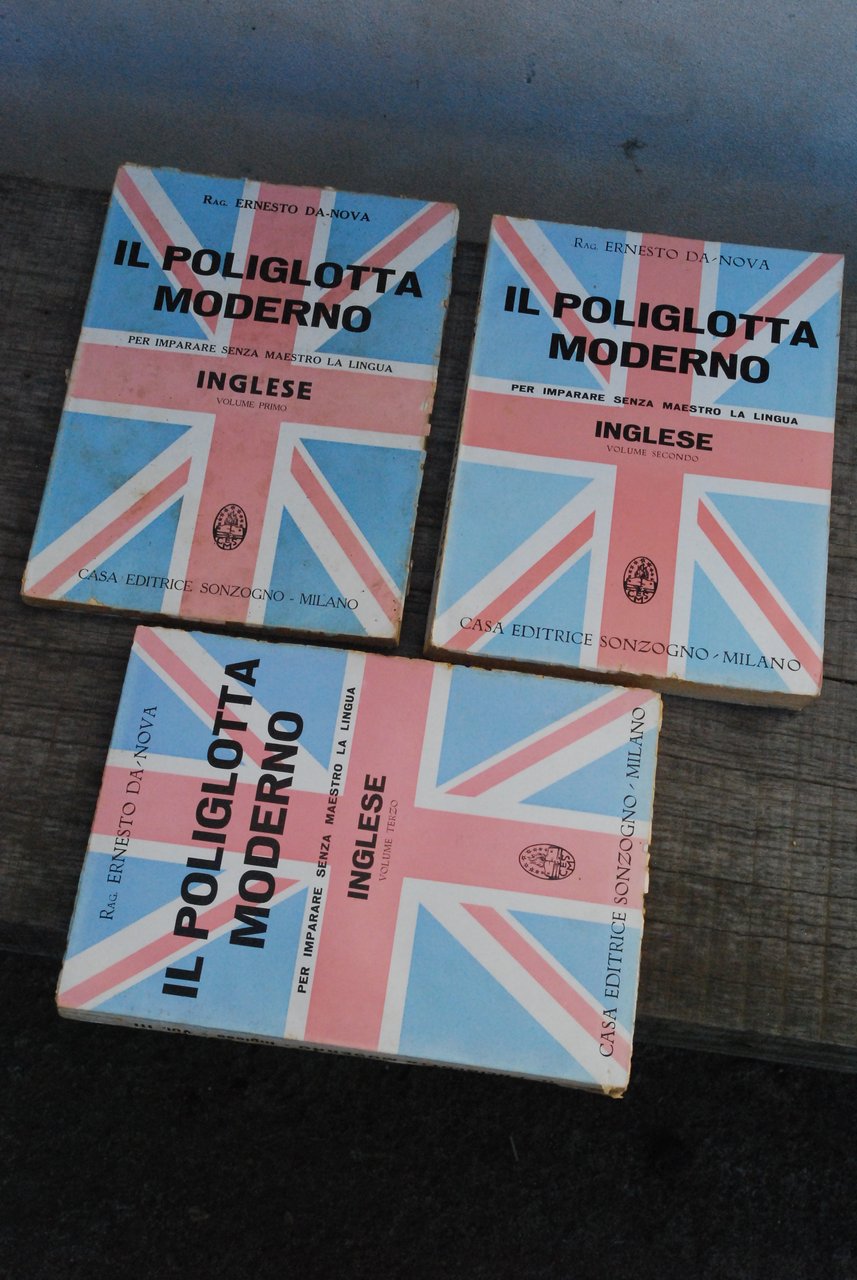 Rag. ERNESTO DA-NOVA
IL POLIGLOTTA
MODERNO
PER IMPARARE SENZA MAESTRO LA LINGUA
INGLESE
VOLUME PRIMO
CASA EDITRICE SONZOGNO - MILANO
Rag. ERNESTO DA-NOVA
IL POLIGLOTTA
MODERNO
PER IMPARARE SENZA MAESTRO LA LINGUA
INGLESE
VOLUME SECONDO
CASA EDITRICE SONZOGNO - MILANO
Rag. ERNESTO DA-NOVA
IL POLIGLOTTA
MODERNO
PER IMPARARE SENZA MAESTRO LA LINGUA
INGLESE
VOLUME TERZO
CASA EDITRICE SONZOGNO - MILANO